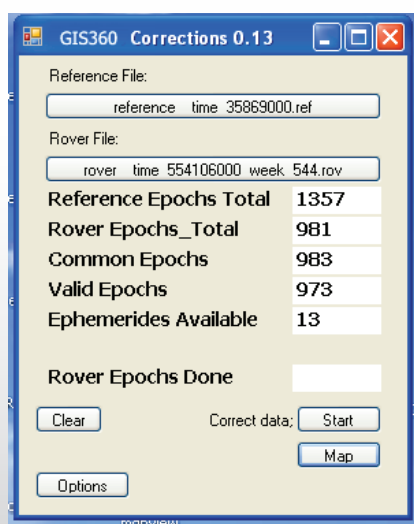 GIS360 Corrections 0.13
Reference File:
reference time 35869000.ref
Rover File:
rover time 554106000 week 544.rov
Reference Epochs Total 1357
Rover Epochs_Total 981
Common Epochs 983
Valid Epochs 973
Ephemerides Available 13
Rover Epochs Done
Clear Correct data; Start
Map
Options